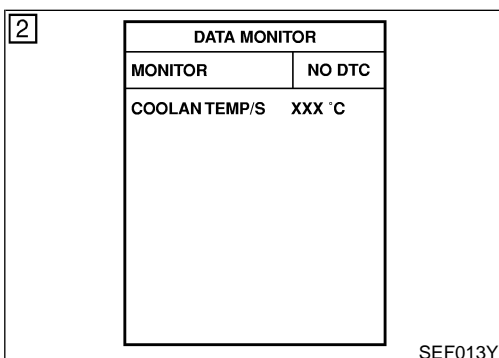 2
DATA MONITOR
MONITOR NO DTC
COOLAN TEMP/S XXX °C
SEF013Y